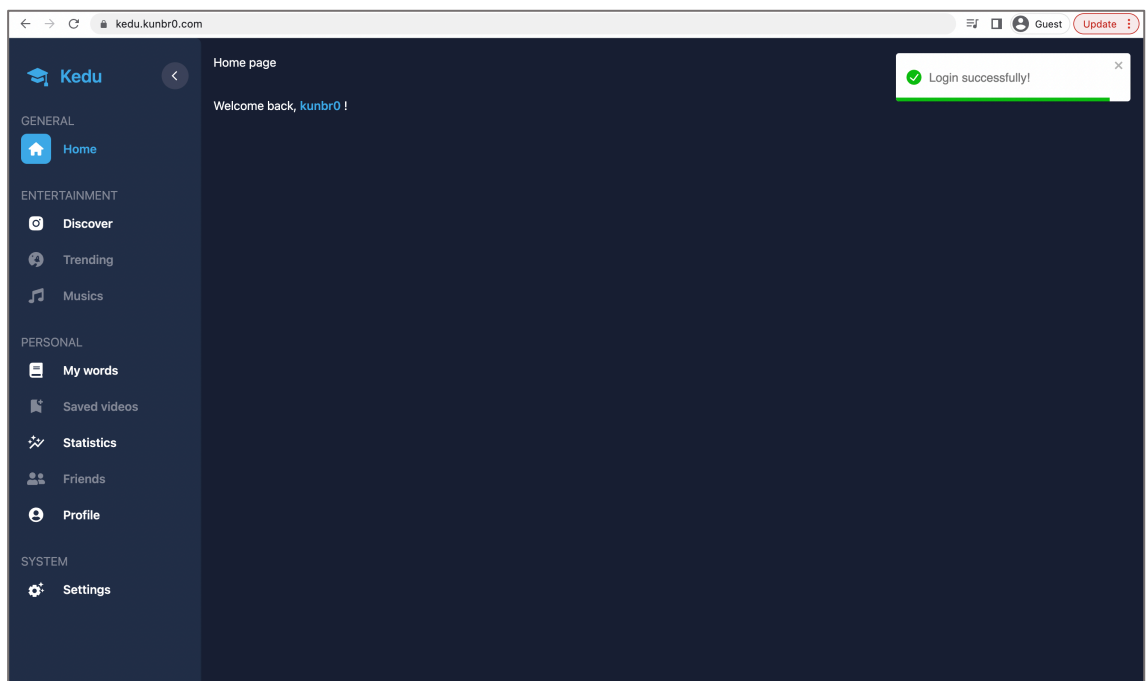 kedu.kunbr0.com
Guest
Update
Kedu
GENERAL
Home
ENTERTAINMENT
Discover
Trending
Musics
PERSONAL
My words
Saved videos
Statistics
Friends
Profile
SYSTEM
Settings
Home page
Welcome back, kunbr0 !
Login successfully!